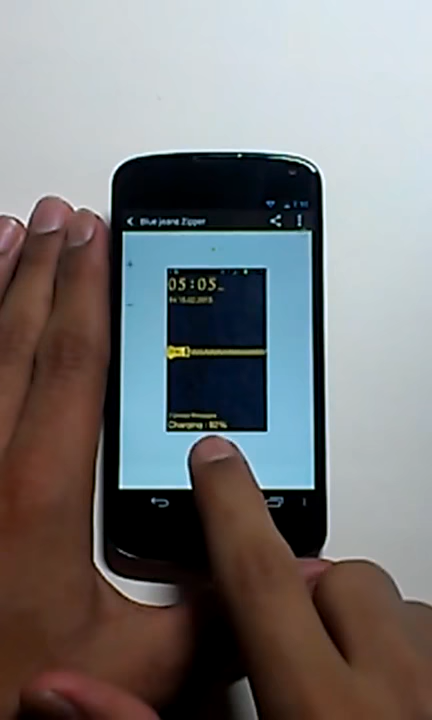 Blue jeans Zipper
05:05
Fri 15.02.2013
Charging : 82%